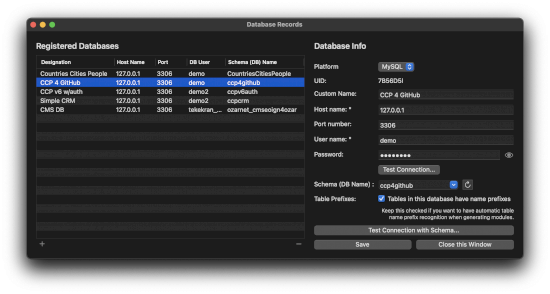 Database Records
Registered Databases
Designation Host Name Port DB User Schema (DB) Name
Countries Cities People 127.0.0.1 3306 demo CountriesCitiesPeople
CCP 4 GitHub 127.0.0.1 3306 demo ccp4github
CCP v6 w/auth 127.0.0.1 3306 demo2 ccpv6auth
Simple CRM 127.0.0.1 3306 demo2 ccpcrm
CMS DB 127.0.0.1 3306 tekekran_... ozarnet_cmseoign4ozar
+ −
Database Info
Platform MySQL
UID: 7B56D5I
Custom Name: CCP 4 GitHub
Host name: * 127.0.0.1
Port number: 3306
User name: * demo
Password: ●●●●●●●●
Test Connection...
Schema (DB Name) : ccp4github
Table Prefixes: Tables in this database have name prefixes
Keep this checked if you want to have automatic table
name prefix recognition when generating modules.
Test Connection with Schema...
Save Close this Window